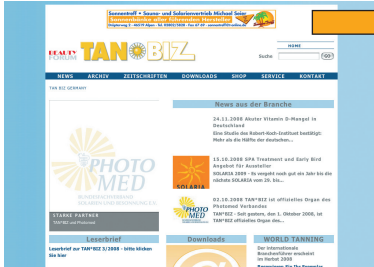 Sonnentreff + Sauna- und Solarienvertrieb Michael Seier
Sonnenbänke aller führenden Hersteller
HOME
BEAUTY FORUM TAN BIZ
Suche GO
NEWS ARCHIV ZEITSCHRIFTEN DOWNLOADS SHOP SERVICE KONTAKT
TAN BIZ GERMANY
News aus der Branche
24.11.2008 Akuter Vitamin D-Mangel in
Deutschland
Eine Studie des Robert-Koch-Institut bestätigt:
Mehr als die Hälfte der deutschen...
15.10.2008 SPA Treatment und Early Bird
Angebot für Aussteller
SOLARIA 2009 - Es vergeht noch gut ein Jahr bis die
nächste SOLARIA vom 29. bis...
SOLARIA
02.10.2008 TAN*BIZ ist offizielles Organ des
Photomed Verbandes
TAN*BIZ - Seit gestern, den 1. Oktober 2008, ist
TAN*BIZ offizielles Organ des...
PHOTO
MED
BUNDESFACHVERBAND
SOLARIEN UND BESONNUNG E.V.
PHOTO
MED
STARKE PARTNER
TAN*BIZ und Photomed
Leserbrief
Leserbrief zur TAN*BIZ 3/2008 - bitte klicken
Sie hier
Downloads
WORLD TANNING
Der internationale
Branchenführer erscheint
im Herbst 2008